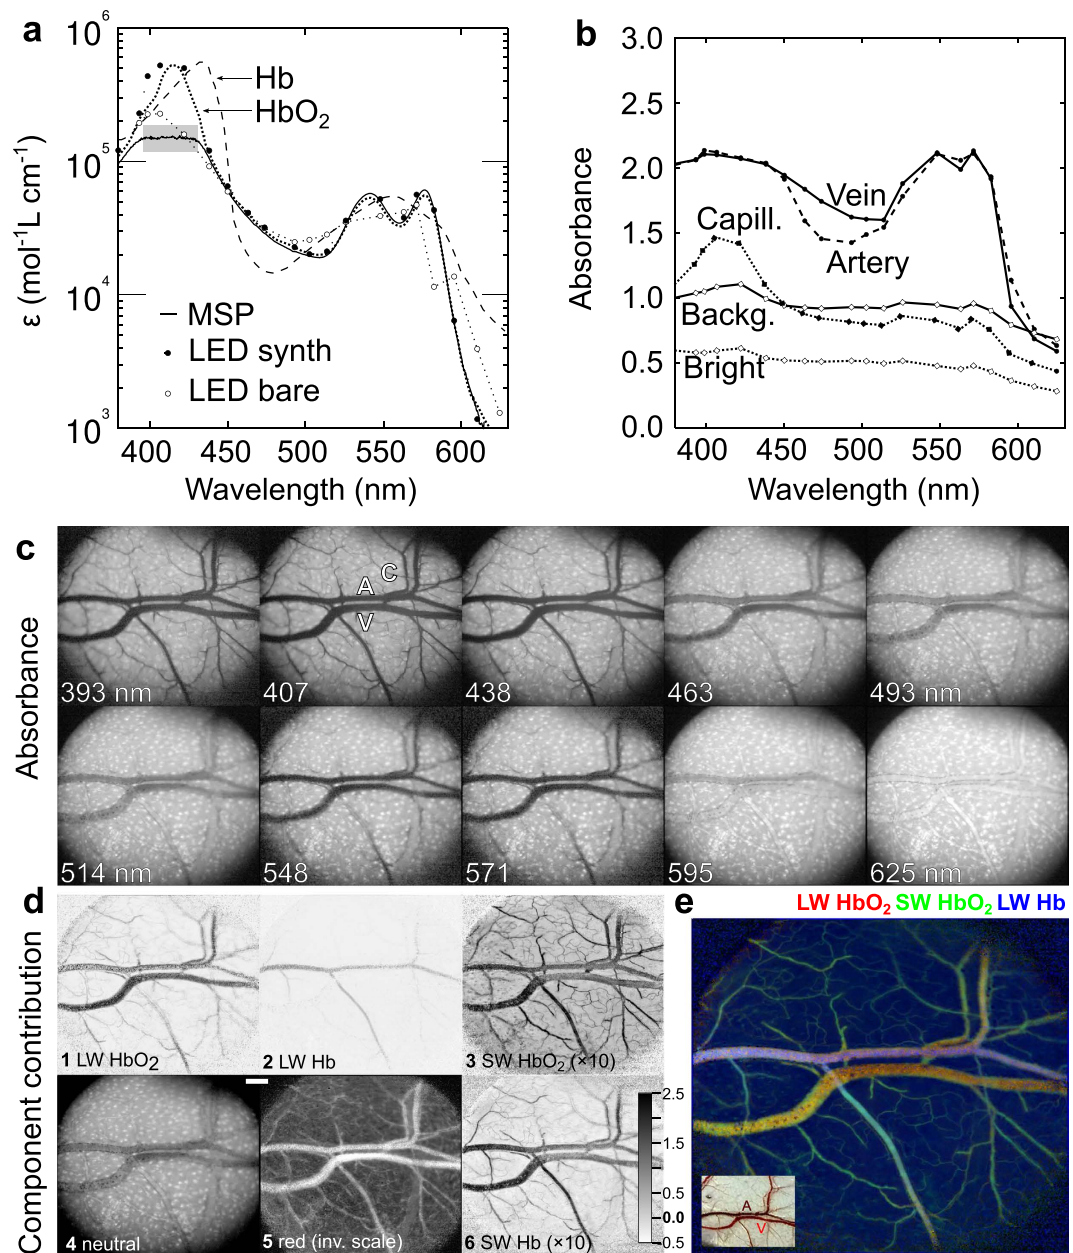 a
10^6
10^5
10^4
10^3
ε (mol^-1 L cm^-1)
Hb
HbO2
MSP
LED synth
LED bare
400 450 500 550 600
Wavelength (nm)
b
3.0
2.5
2.0
1.5
1.0
0.5
0.0
Absorbance
Vein
Capill.
Artery
Backg.
Bright
400 450 500 550 600
Wavelength (nm)
c
Absorbance
A
C
V
393 nm 407 438 463 493 nm
514 nm 548 571 595 625 nm
d
Component contribution
1 LW HbO2
2 LW Hb
3 SW HbO2 (×10)
4 neutral
5 red (inv. scale)
6 SW Hb (×10)
2.5
1.5
0.5
0.0
0.5
e
LW HbO2 SW HbO2 LW Hb
A
V